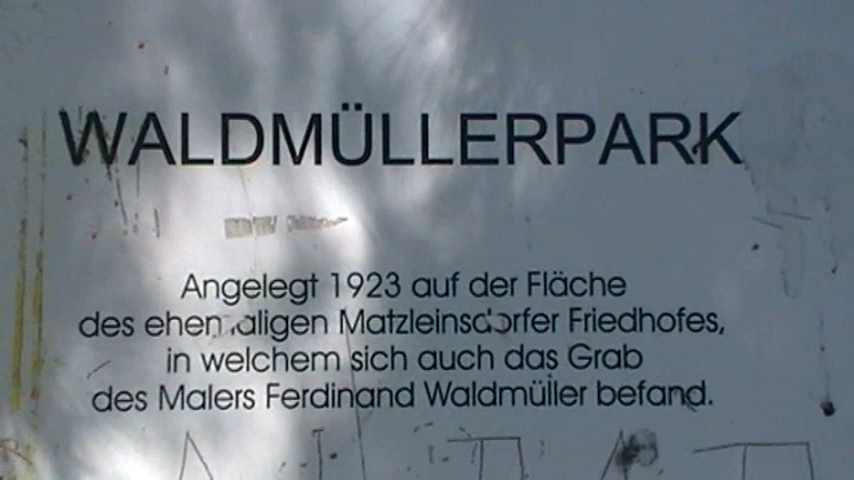 WALDMÜLLERPARK
Angelegt 1923 auf der Fläche
des ehemaligen Matzleinsdorfer Friedhofes,
in welchem sich auch das Grab
des Malers Ferdinand Waldmüller befand.